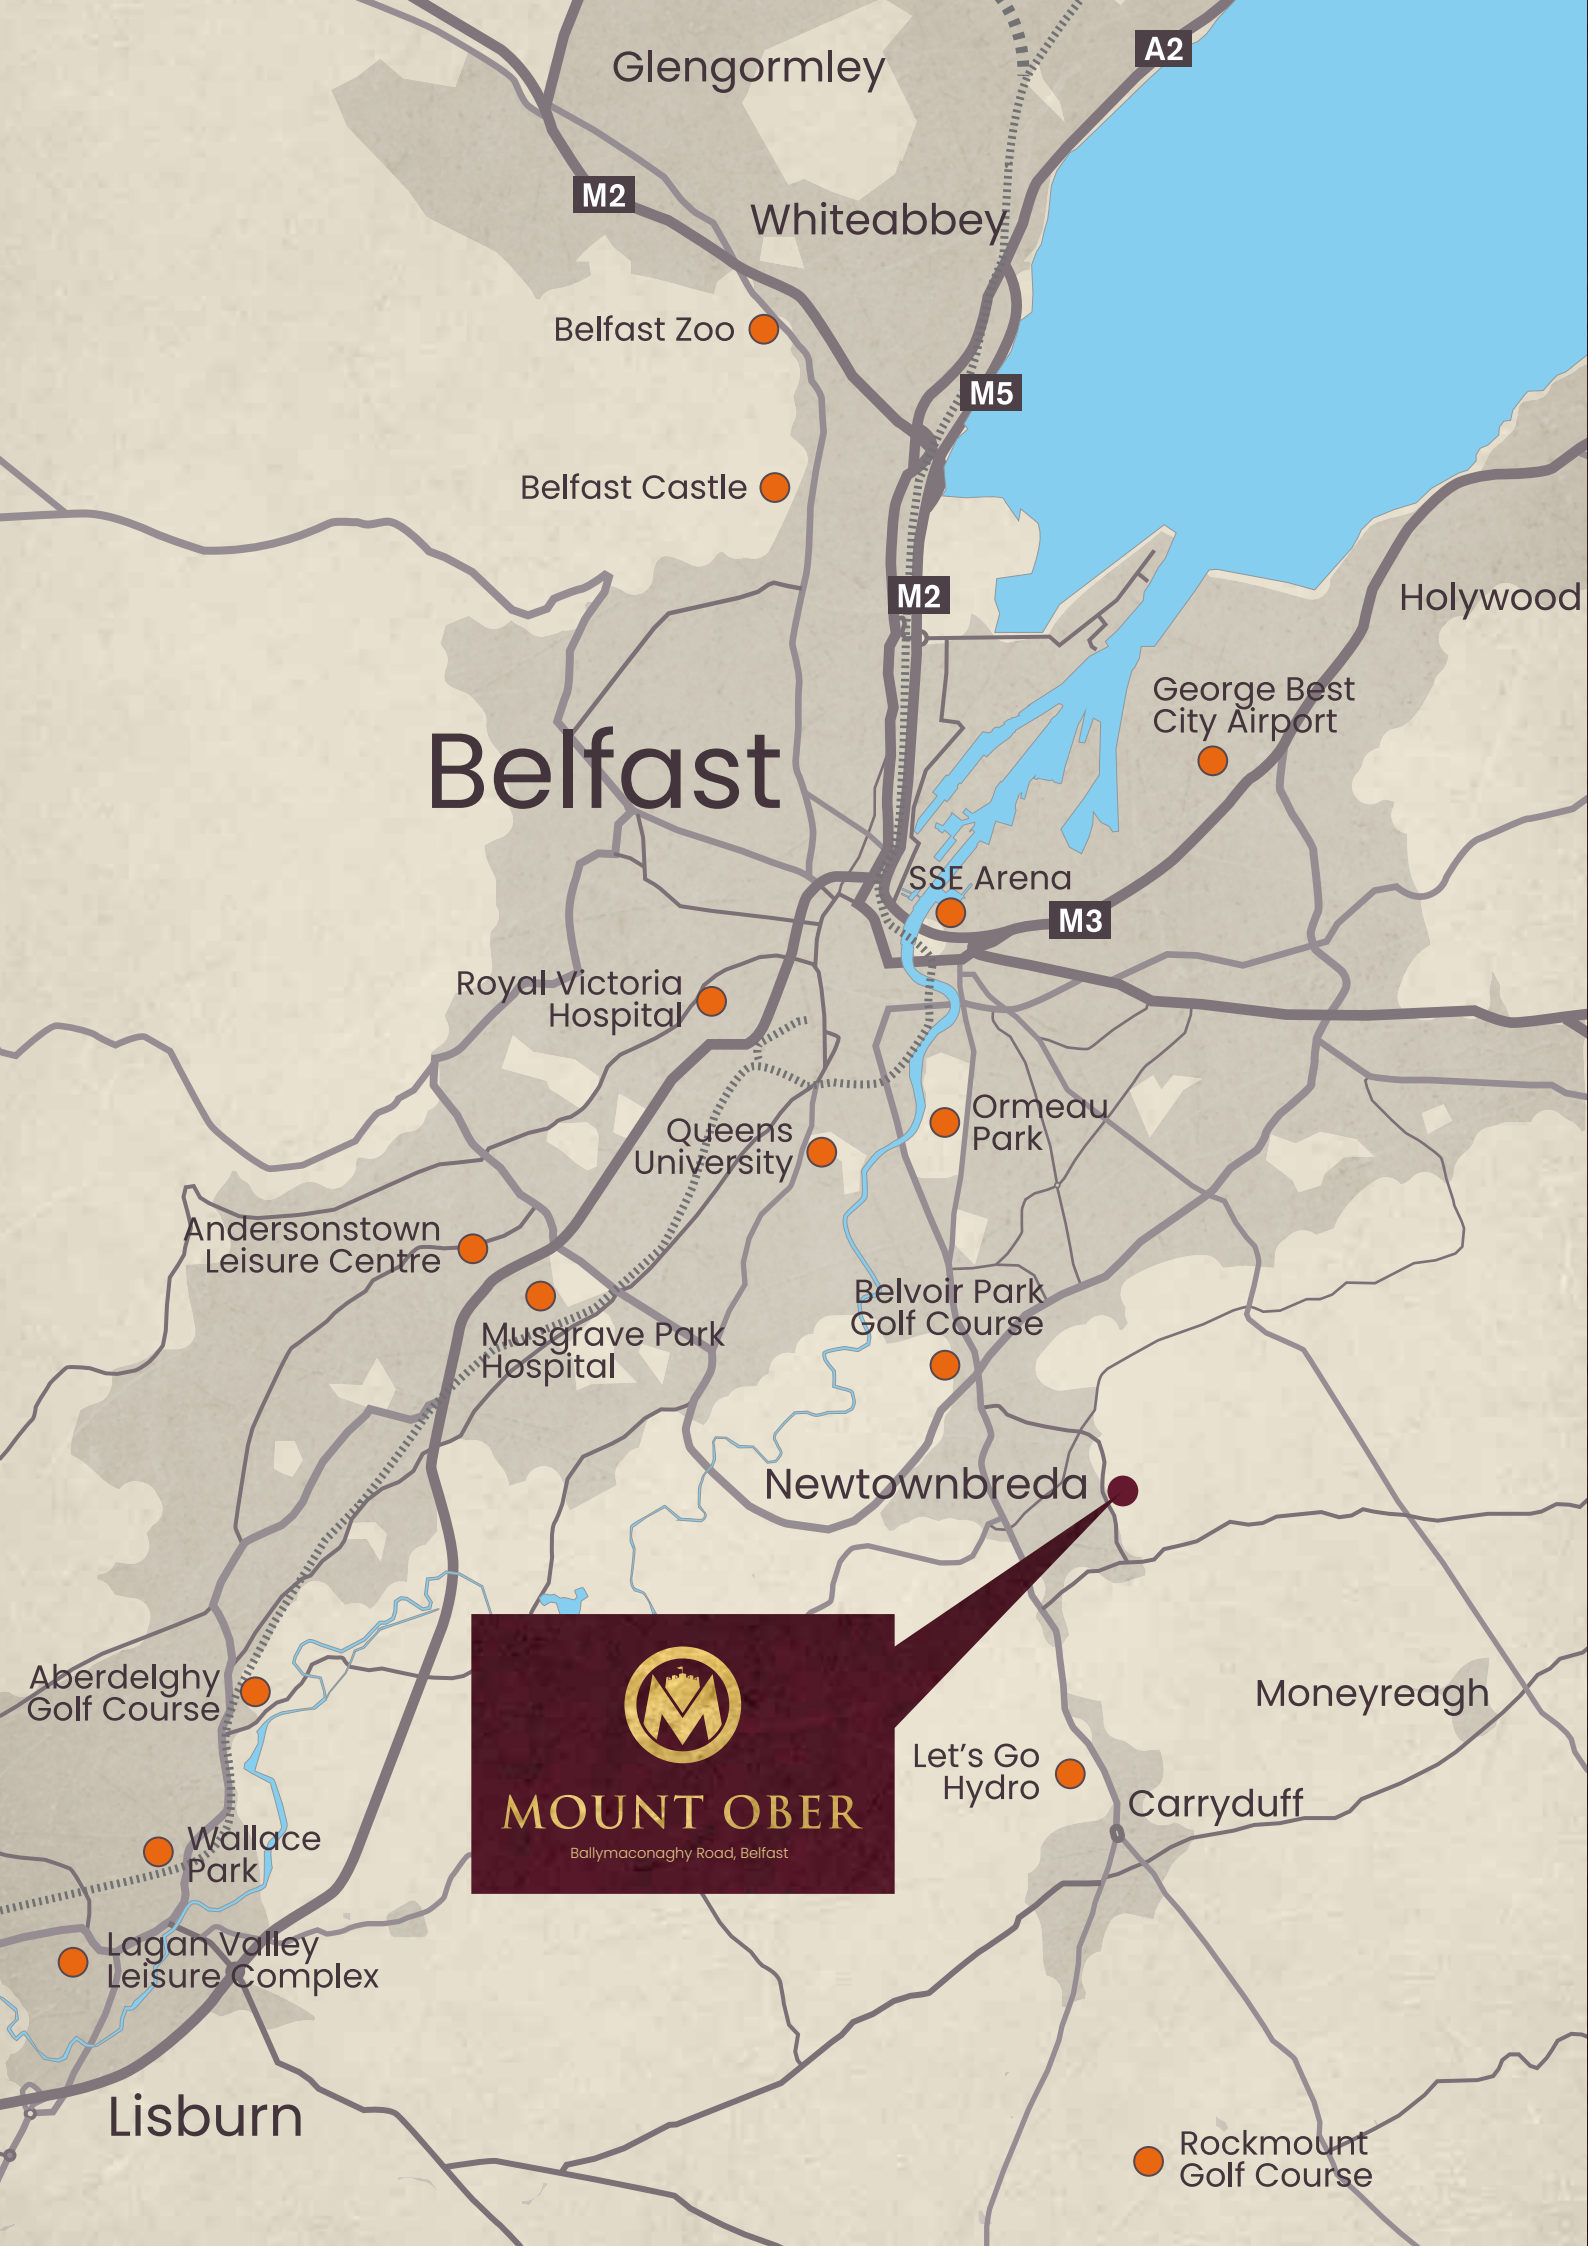 A2
Glengormley
M2
Whiteabbey
Belfast Zoo
M5
Belfast Castle
M2
Holywood
George Best
City Airport
Belfast
SSE Arena
M3
Royal Victoria
Hospital
Ormeau
Park
Queens
University
Andersonstown
Leisure Centre
Belvoir Park
Golf Course
Musgrave Park
Hospital
Newtownbreda
Aberdelghy
Golf Course
Moneyreagh
M
Let's Go
Hydro
MOUNT OBER
Carryduff
Ballymaconaghy Road, Belfast
Wallace
Park
Lagan Valley
Leisure Complex
Lisburn
Rockmount
Golf Course